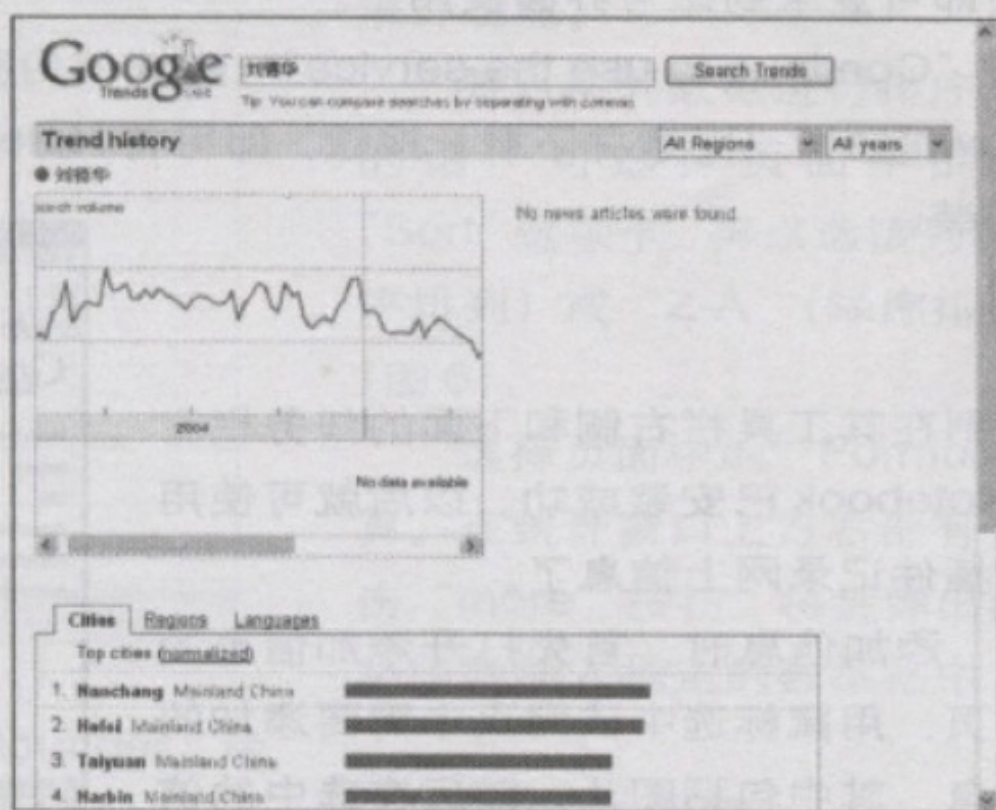 Google
Trends Labs
刘德华
Search Trends
Tip: You can compare searches by separating with commas
Trend history
All Regions
All years
刘德华
search volume
No news articles were found
2004
No data available
Cities Regions Languages
Top cities (normalized)
1. Nanchang Mainland China
2. Hefei Mainland China
3. Taiyuan Mainland China
4. Harbin Mainland China